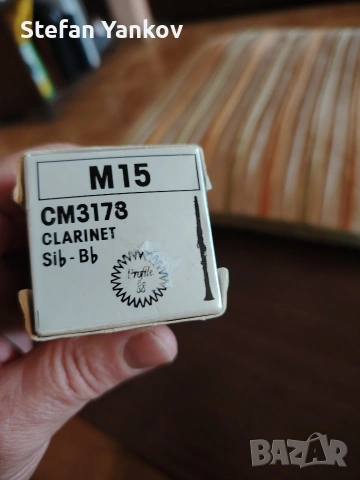 Stefan Yankov
M15
CM3178
CLARINET
Sib - Bb
Profile
88
BAZAR